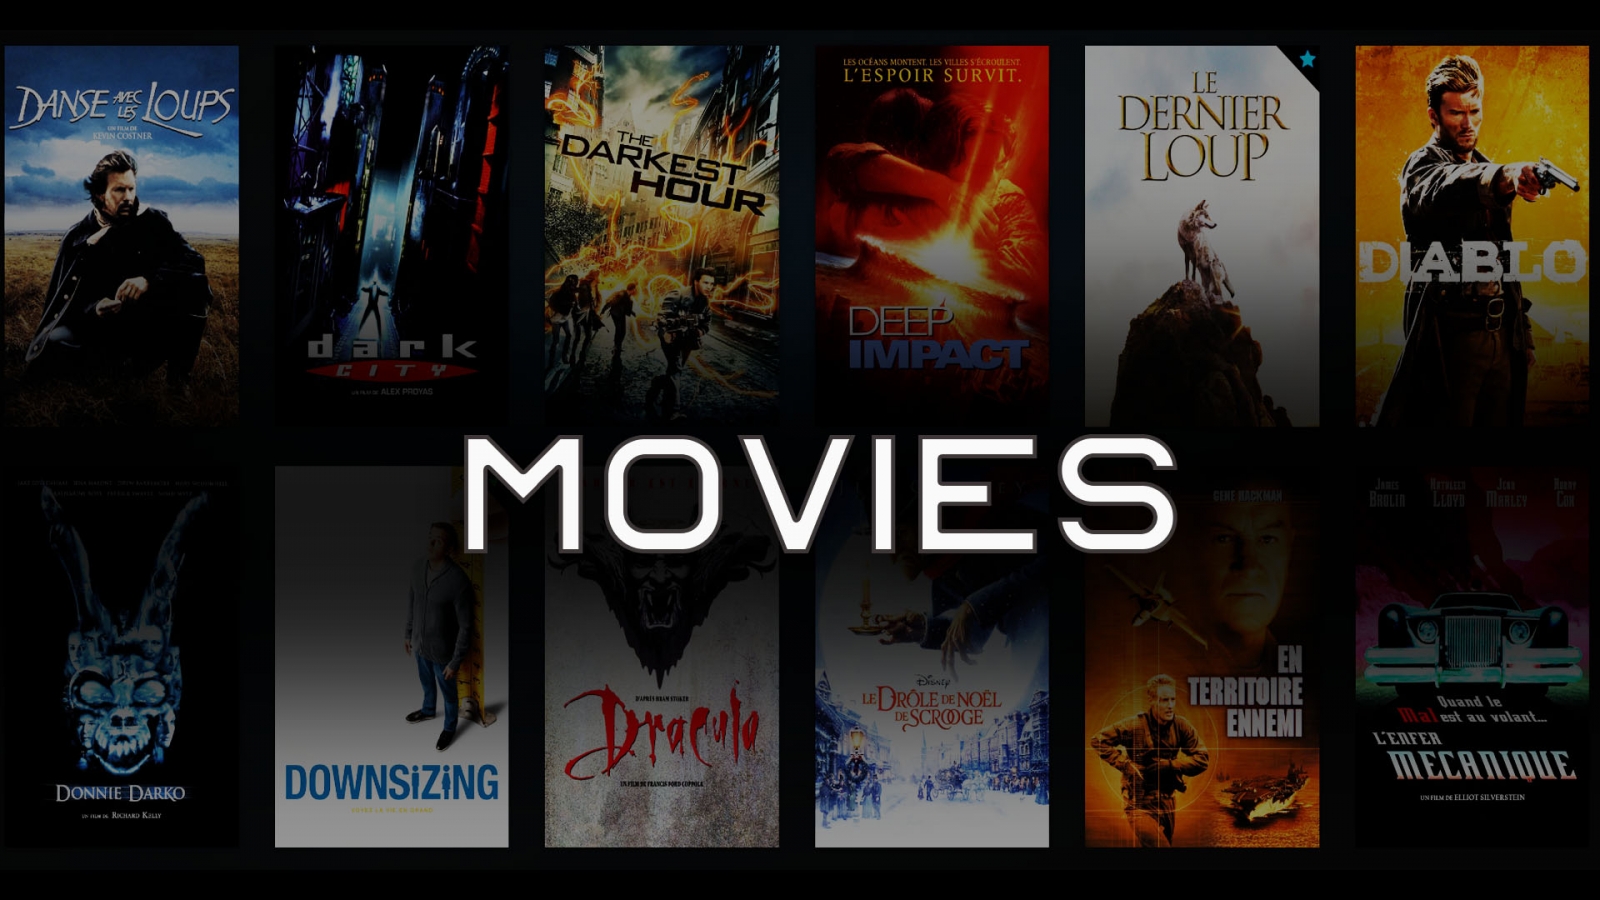 DANSE AVEC LES LOUPS
UN FILM DE
KEVIN COSTNER
dark
CITY
UN FILM DE ALEX PROYAS
THE
DARKEST
HOUR
LES OCÉANS MONTENT. LES VILLES S'ÉCROULENT.
L'ESPOIR SURVIT.
DEEP
IMPACT
LE
DERNIER
LOUP
DIABLO
MOVIES
DONNIE DARKO
UN FILM DE RICHARD KELLY
DOWNSIZING
D'APRÈS BRAM STOKER
Dracula
UN FILM DE FRANCIS FORD COPPOLA
Disney
LE DRÔLE DE NOËL
DE SCROOGE
GENE HACKMAN
EN
TERRITOIRE
ENNEMI
JAMES BROLIN KATHLEEN LLOYD JOHN MARLEY RONNY COX
Quand le
Mal est au volant...
L'ENFER
MECANIQUE
UN FILM DE ELLIOT SILVERSTEIN